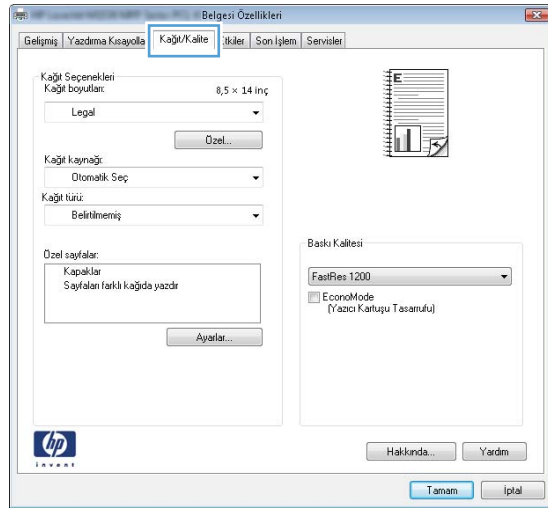 Belgesi Özellikleri
Gelişmiş Yazdırma Kısayolla Kağıt/Kalite Etkiler Son İşlem Servisler
Kağıt Seçenekleri
Kağıt boyutları: 8,5 × 14 inç
Legal
Özel...
Kağıt kaynağı:
Otomatik Seç
Kağıt türü:
Belirtilmemiş
Özel sayfalar:
Kapaklar
Sayfaları farklı kağıda yazdır
Ayarlar...
E
Baskı Kalitesi
FastRes 1200
EconoMode
(Yazıcı Kartuşu Tasarrufu)
hp
invent
Hakkında... Yardım
Tamam İptal